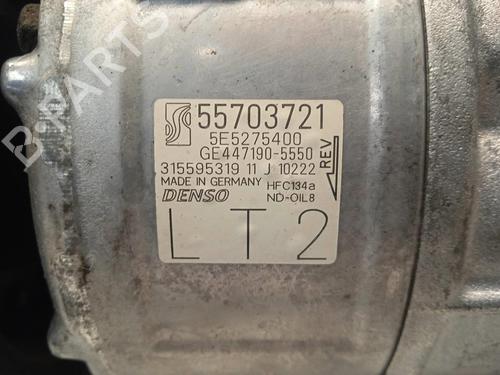 55703721
5E5275400
GE447190-5550
315595319 11 J 10222
REV
MADE IN GERMANY
HFC134a
DENSO
ND-OIL8
LT2
B-PARTS